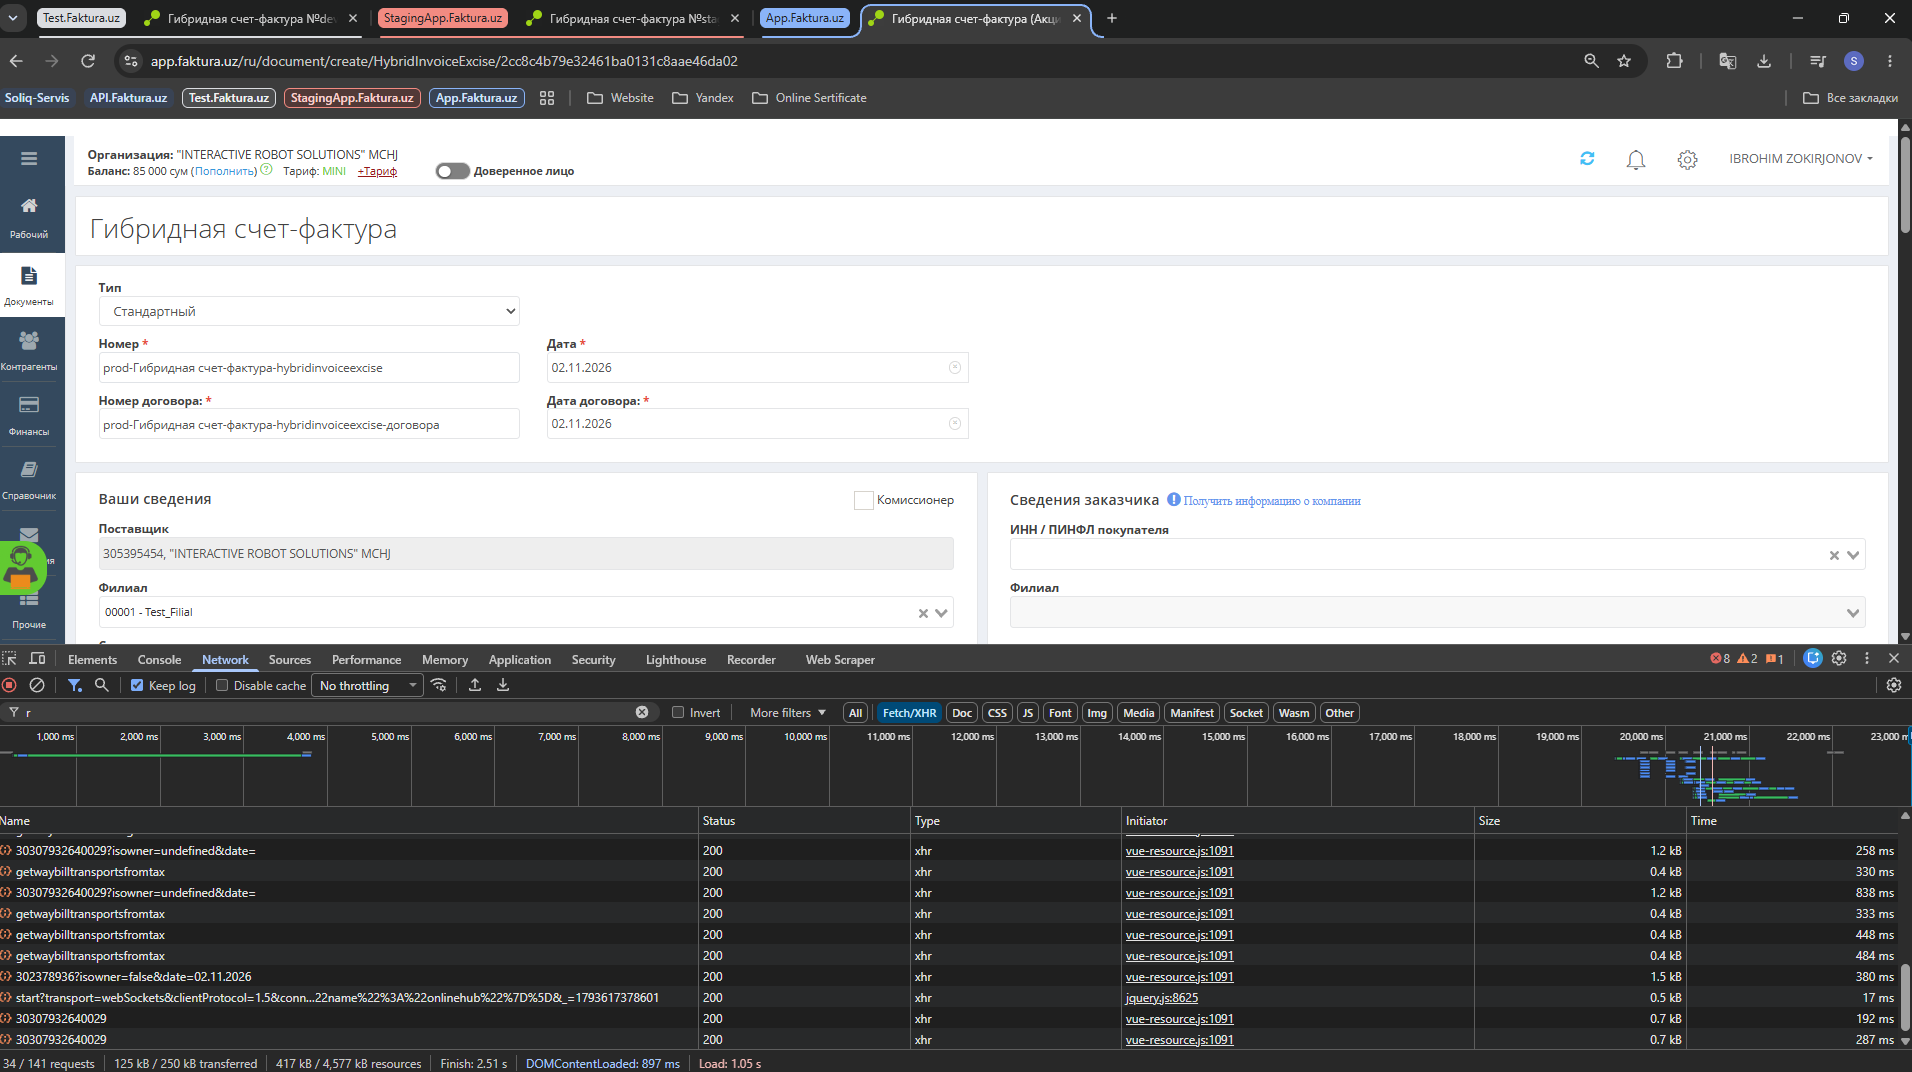 Test.Faktura.uz
Гибридная счет-фактура №de
StagingApp.Faktura.uz
Гибридная счет-фактура №sta
App.Faktura.uz
Гибридная счет-фактура (Акци
app.faktura.uz/ru/document/create/HybridInvoiceExcise/2cc8c4b79e32461ba0131c8aae46da02
S
Soliq-Servis
API.Faktura.uz
Test.Faktura.uz
StagingApp.Faktura.uz
App.Faktura.uz
Website
Yandex
Online Sertificate
Все закладки
Организация: "INTERACTIVE ROBOT SOLUTIONS" MCHJ
Баланс: 85 000 сум (Пополнить) ? Тариф: MINI +Тариф
Доверенное лицо
IBROHIM ZOKIRJONOV
Рабочий
Документы
Контрагенты
Финансы
Справочник
Прочие
Гибридная счет-фактура
Тип
Стандартный
Номер * Дата *
prod-Гибридная счет-фактура-hybridinvoiceexcise 02.11.2026
Номер договора: * Дата договора: *
prod-Гибридная счет-фактура-hybridinvoiceexcise-договора 02.11.2026
Ваши сведения
Комиссионер
Поставщик
305395454, "INTERACTIVE ROBOT SOLUTIONS" MCHJ
Филиал
00001 - Test_Filial
Сведения заказчика
Получить информацию о компании
ИНН / ПИНФЛ покупателя
Филиал
Elements Console Network Sources Performance Memory Application Security Lighthouse Recorder Web Scraper
8 2 1
Keep log Disable cache No throttling
r
Invert More filters All Fetch/XHR Doc CSS JS Font Img Media Manifest Socket Wasm Other
1,000 ms 2,000 ms 3,000 ms 4,000 ms 5,000 ms 6,000 ms 7,000 ms 8,000 ms 9,000 ms 10,000 ms 11,000 ms 12,000 ms 13,000 ms 14,000 ms 15,000 ms 16,000 ms 17,000 ms 18,000 ms 19,000 ms 20,000 ms 21,000 ms 22,000 ms 23,000 m
Name Status Type Initiator Size Time
30307932640029?isowner=undefined&date= 200 xhr vue-resource.js:1091 1.2 kB 258 ms
getwaybilltransportsfromtax 200 xhr vue-resource.js:1091 0.4 kB 330 ms
30307932640029?isowner=undefined&date= 200 xhr vue-resource.js:1091 1.2 kB 838 ms
getwaybilltransportsfromtax 200 xhr vue-resource.js:1091 0.4 kB 333 ms
getwaybilltransportsfromtax 200 xhr vue-resource.js:1091 0.4 kB 448 ms
getwaybilltransportsfromtax 200 xhr vue-resource.js:1091 0.4 kB 484 ms
302378936?isowner=false&date=02.11.2026 200 xhr vue-resource.js:1091 1.5 kB 380 ms
start?transport=webSockets&clientProtocol=1.5&conn...22name%22%3A%22onlinehub%22%7D%5D&_=1793617378601 200 xhr jquery.js:8625 0.5 kB 17 ms
30307932640029 200 xhr vue-resource.js:1091 0.7 kB 192 ms
30307932640029 200 xhr vue-resource.js:1091 0.7 kB 287 ms
34 / 141 requests 125 kB / 250 kB transferred 417 kB / 4,577 kB resources Finish: 2.51 s DOMContentLoaded: 897 ms Load: 1.05 s